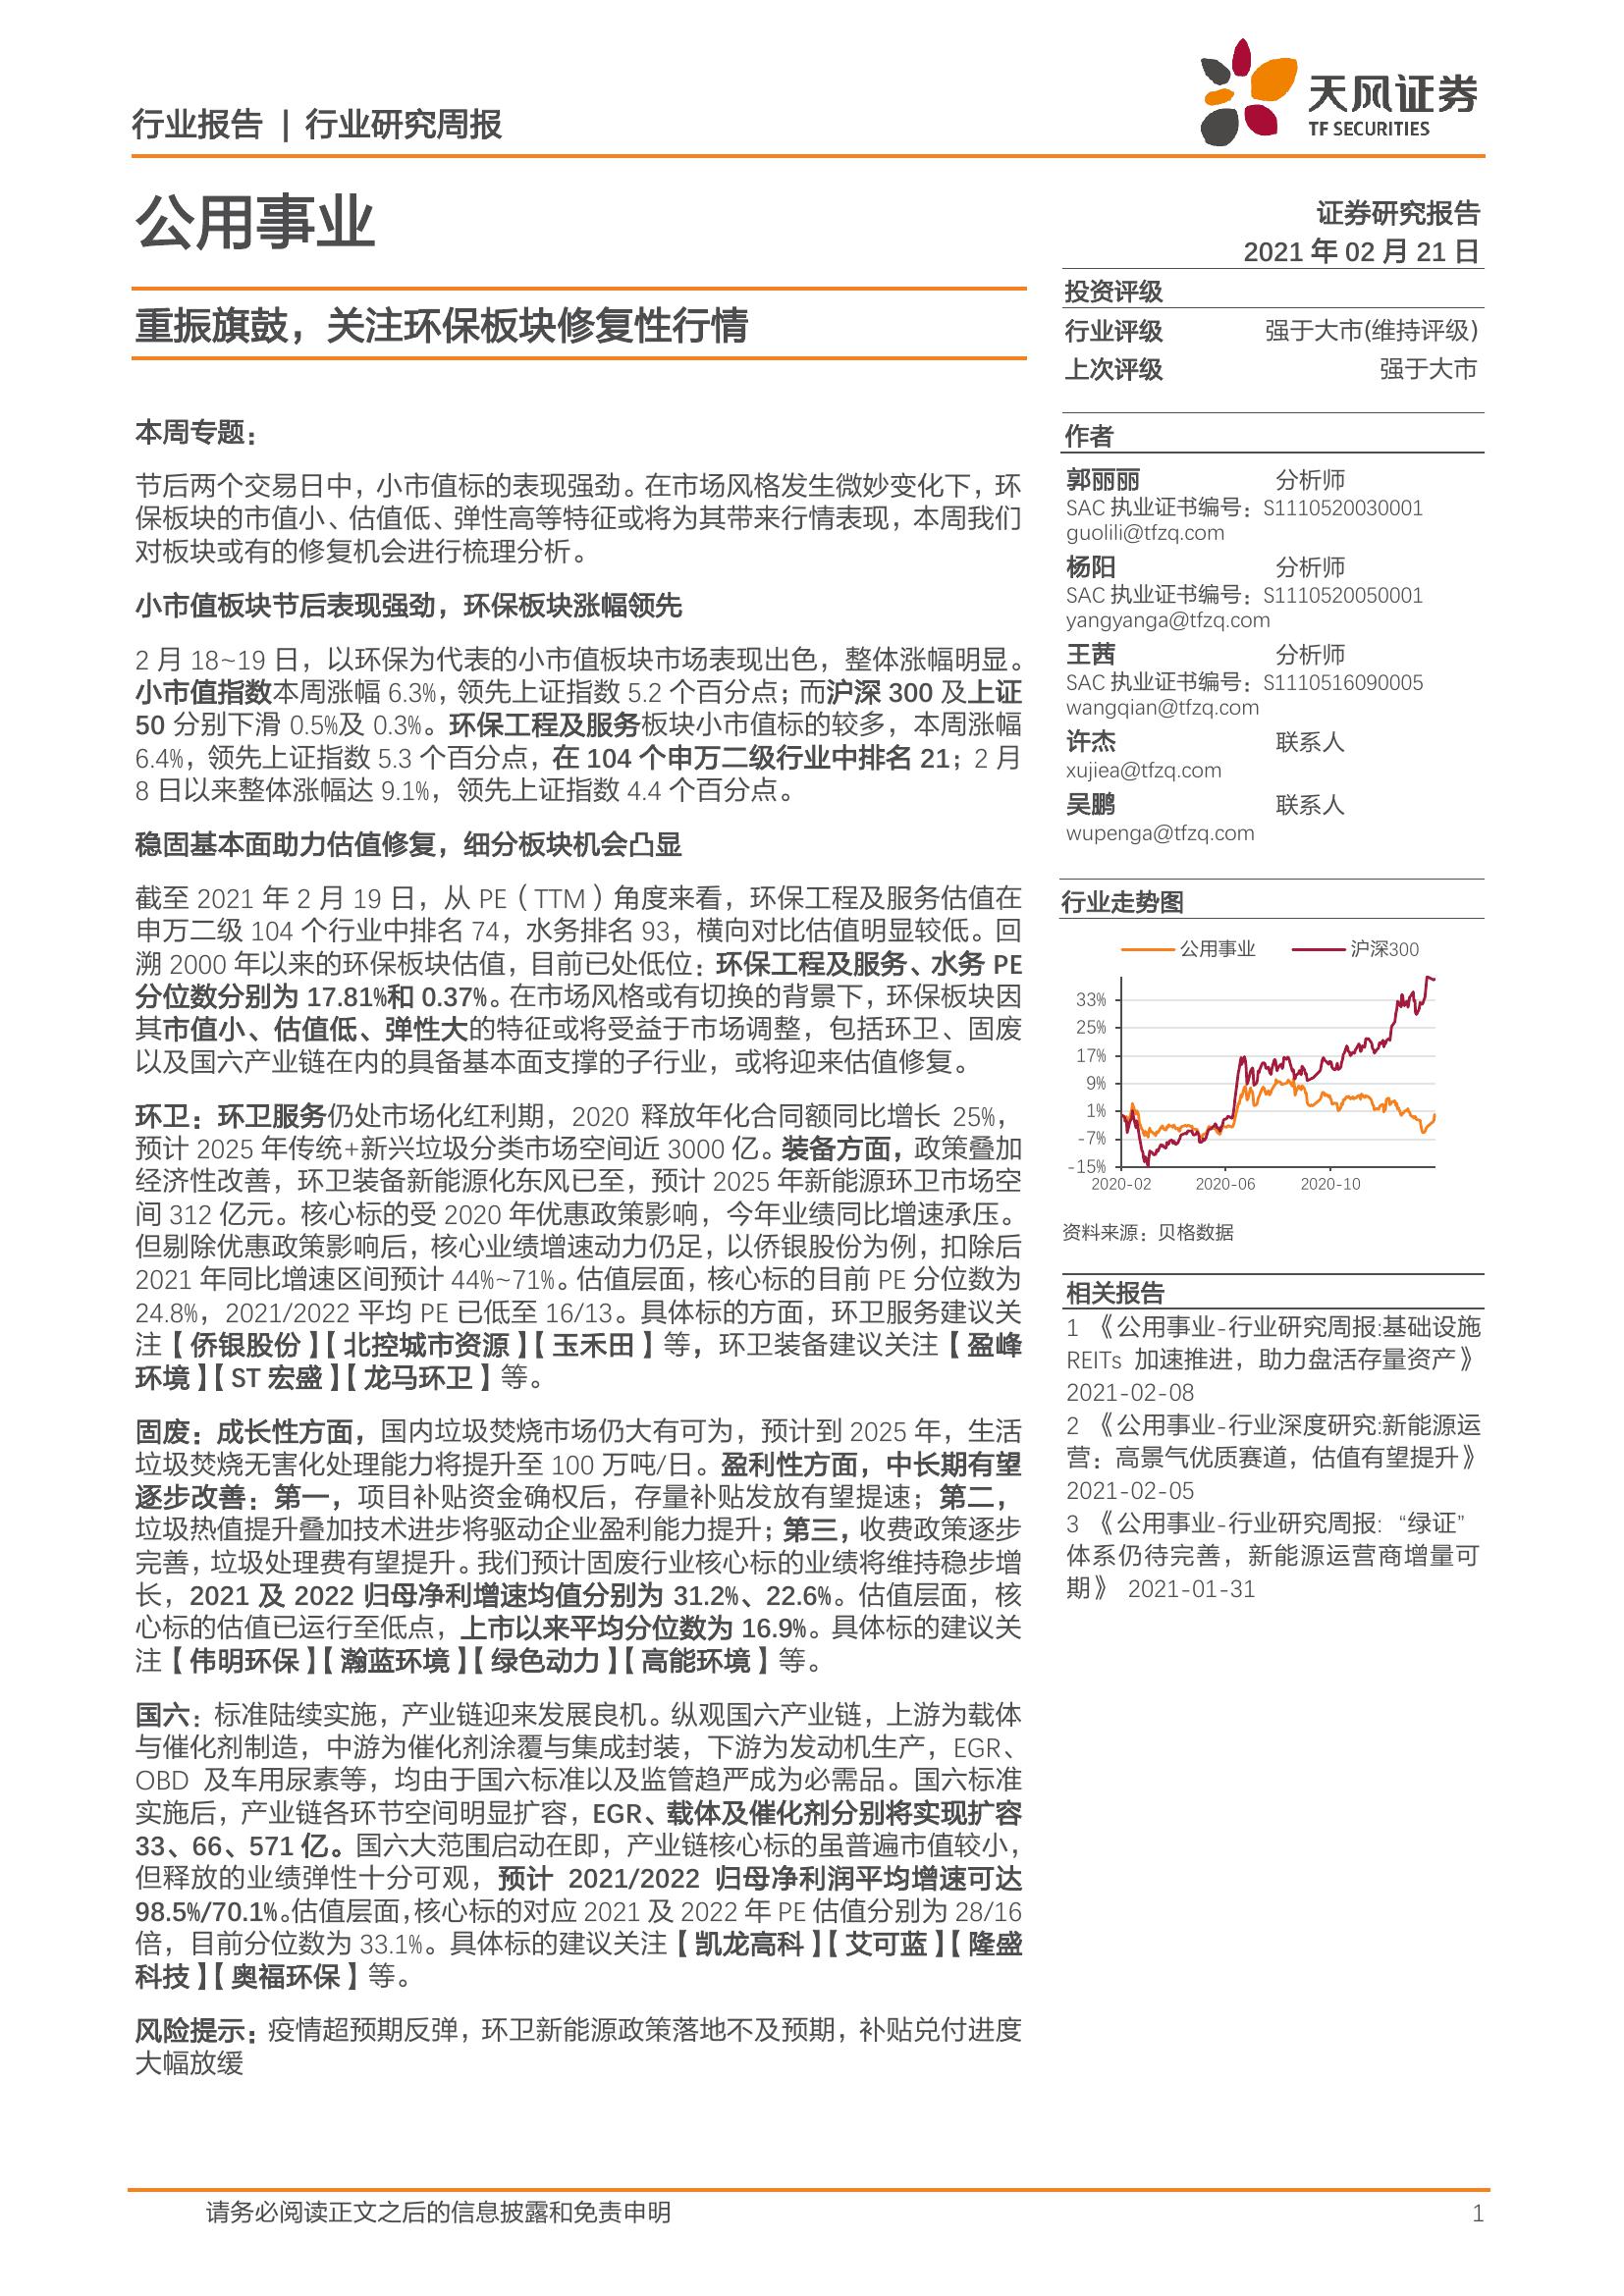 行业报告 | 行业研究周报
天风证券
TF SECURITIES
公用事业
证券研究报告
2021 年 02 月 21 日
重振旗鼓，关注环保板块修复性行情
本周专题：
节后两个交易日中，小市值标的表现强劲。在市场风格发生微妙变化下，环
保板块的市值小、估值低、弹性高等特征或将为其带来行情表现，本周我们
对板块或有的修复机会进行梳理分析。
小市值板块节后表现强劲，环保板块涨幅领先
2 月 18~19 日，以环保为代表的小市值板块市场表现出色，整体涨幅明显。
小市值指数本周涨幅 6.3%，领先上证指数 5.2 个百分点；而沪深 300 及上证
50 分别下滑 0.5%及 0.3%。环保工程及服务板块小市值标的较多，本周涨幅
6.4%，领先上证指数 5.3 个百分点，在 104 个申万二级行业中排名 21；2 月
8 日以来整体涨幅达 9.1%，领先上证指数 4.4 个百分点。
稳固基本面助力估值修复，细分板块机会凸显
截至 2021 年 2 月 19 日，从 PE（TTM）角度来看，环保工程及服务估值在
申万二级 104 个行业中排名 74，水务排名 93，横向对比估值明显较低。回
溯 2000 年以来的环保板块估值，目前已处低位：环保工程及服务、水务 PE
分位数分别为 17.81%和 0.37%。在市场风格或有切换的背景下，环保板块因
其市值小、估值低、弹性大的特征或将受益于市场调整，包括环卫、固废
以及国六产业链在内的具备基本面支撑的子行业，或将迎来估值修复。
环卫：环卫服务仍处市场化红利期，2020 释放年化合同额同比增长 25%，
预计 2025 年传统+新兴垃圾分类市场空间近 3000 亿。装备方面，政策叠加
经济性改善，环卫装备新能源化东风已至，预计 2025 年新能源环卫市场空
间 312 亿元。核心标的受 2020 年优惠政策影响，今年业绩同比增速承压。
但剔除优惠政策影响后，核心业绩增速动力仍足，以侨银股份为例，扣除后
2021 年同比增速区间预计 44%~71%。估值层面，核心标的目前 PE 分位数为
24.8%，2021/2022 平均 PE 已低至 16/13。具体标的方面，环卫服务建议关
注【侨银股份】【北控城市资源】【玉禾田】等，环卫装备建议关注【盈峰
环境】【ST 宏盛】【龙马环卫】等。
固废：成长性方面，国内垃圾焚烧市场仍大有可为，预计到 2025 年，生活
垃圾焚烧无害化处理能力将提升至 100 万吨/日。盈利性方面，中长期有望
逐步改善：第一，项目补贴资金确权后，存量补贴发放有望提速；第二，
垃圾热值提升叠加技术进步将驱动企业盈利能力提升；第三，收费政策逐步
完善，垃圾处理费有望提升。我们预计固废行业核心标的业绩将维持稳步增
长，2021 及 2022 归母净利增速均值分别为 31.2%、22.6%。估值层面，核
心标的估值已运行至低点，上市以来平均分位数为 16.9%。具体标的建议关
注【伟明环保】【瀚蓝环境】【绿色动力】【高能环境】等。
国六：标准陆续实施，产业链迎来发展良机。纵观国六产业链，上游为载体
与催化剂制造，中游为催化剂涂覆与集成封装，下游为发动机生产，EGR、
OBD 及车用尿素等，均由于国六标准以及监管趋严成为必需品。国六标准
实施后，产业链各环节空间明显扩容，EGR、载体及催化剂分别将实现扩容
33、66、571 亿。国六大范围启动在即，产业链核心标的虽普遍市值较小，
但释放的业绩弹性十分可观，预计 2021/2022 归母净利润平均增速可达
98.5%/70.1%。估值层面，核心标的对应 2021 及 2022 年 PE 估值分别为 28/16
倍，目前分位数为 33.1%。具体标的建议关注【凯龙高科】【艾可蓝】【隆盛
科技】【奥福环保】等。
风险提示：疫情超预期反弹，环卫新能源政策落地不及预期，补贴兑付进度
大幅放缓
投资评级
行业评级 强于大市(维持评级)
上次评级 强于大市
作者
郭丽丽 分析师
SAC 执业证书编号：S1110520030001
guolili@tfzq.com
杨阳 分析师
SAC 执业证书编号：S1110520050001
yangyanga@tfzq.com
王茜 分析师
SAC 执业证书编号：S1110516090005
wangqian@tfzq.com
许杰 联系人
xujiea@tfzq.com
吴鹏 联系人
wupenga@tfzq.com
行业走势图
公用事业 沪深300
33%
25%
17%
9%
1%
-7%
-15%
2020-02 2020-06 2020-10
资料来源：贝格数据
相关报告
1 《公用事业-行业研究周报:基础设施
REITs 加速推进，助力盘活存量资产》
2021-02-08
2 《公用事业-行业深度研究:新能源运
营：高景气优质赛道，估值有望提升》
2021-02-05
3 《公用事业-行业研究周报:“绿证”
体系仍待完善，新能源运营商增量可
期》 2021-01-31
请务必阅读正文之后的信息披露和免责申明
1